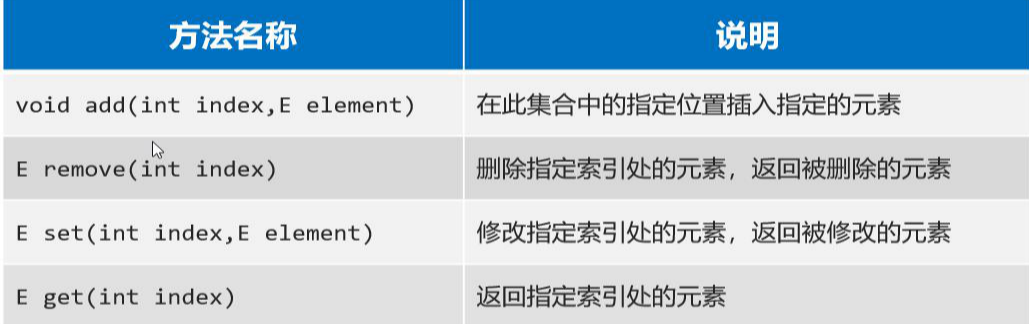 方法名称 说明
void add(int index,E element) 在此集合中的指定位置插入指定的元素
E remove(int index) 删除指定索引处的元素，返回被删除的元素
E set(int index,E element) 修改指定索引处的元素，返回被修改的元素
E get(int index) 返回指定索引处的元素